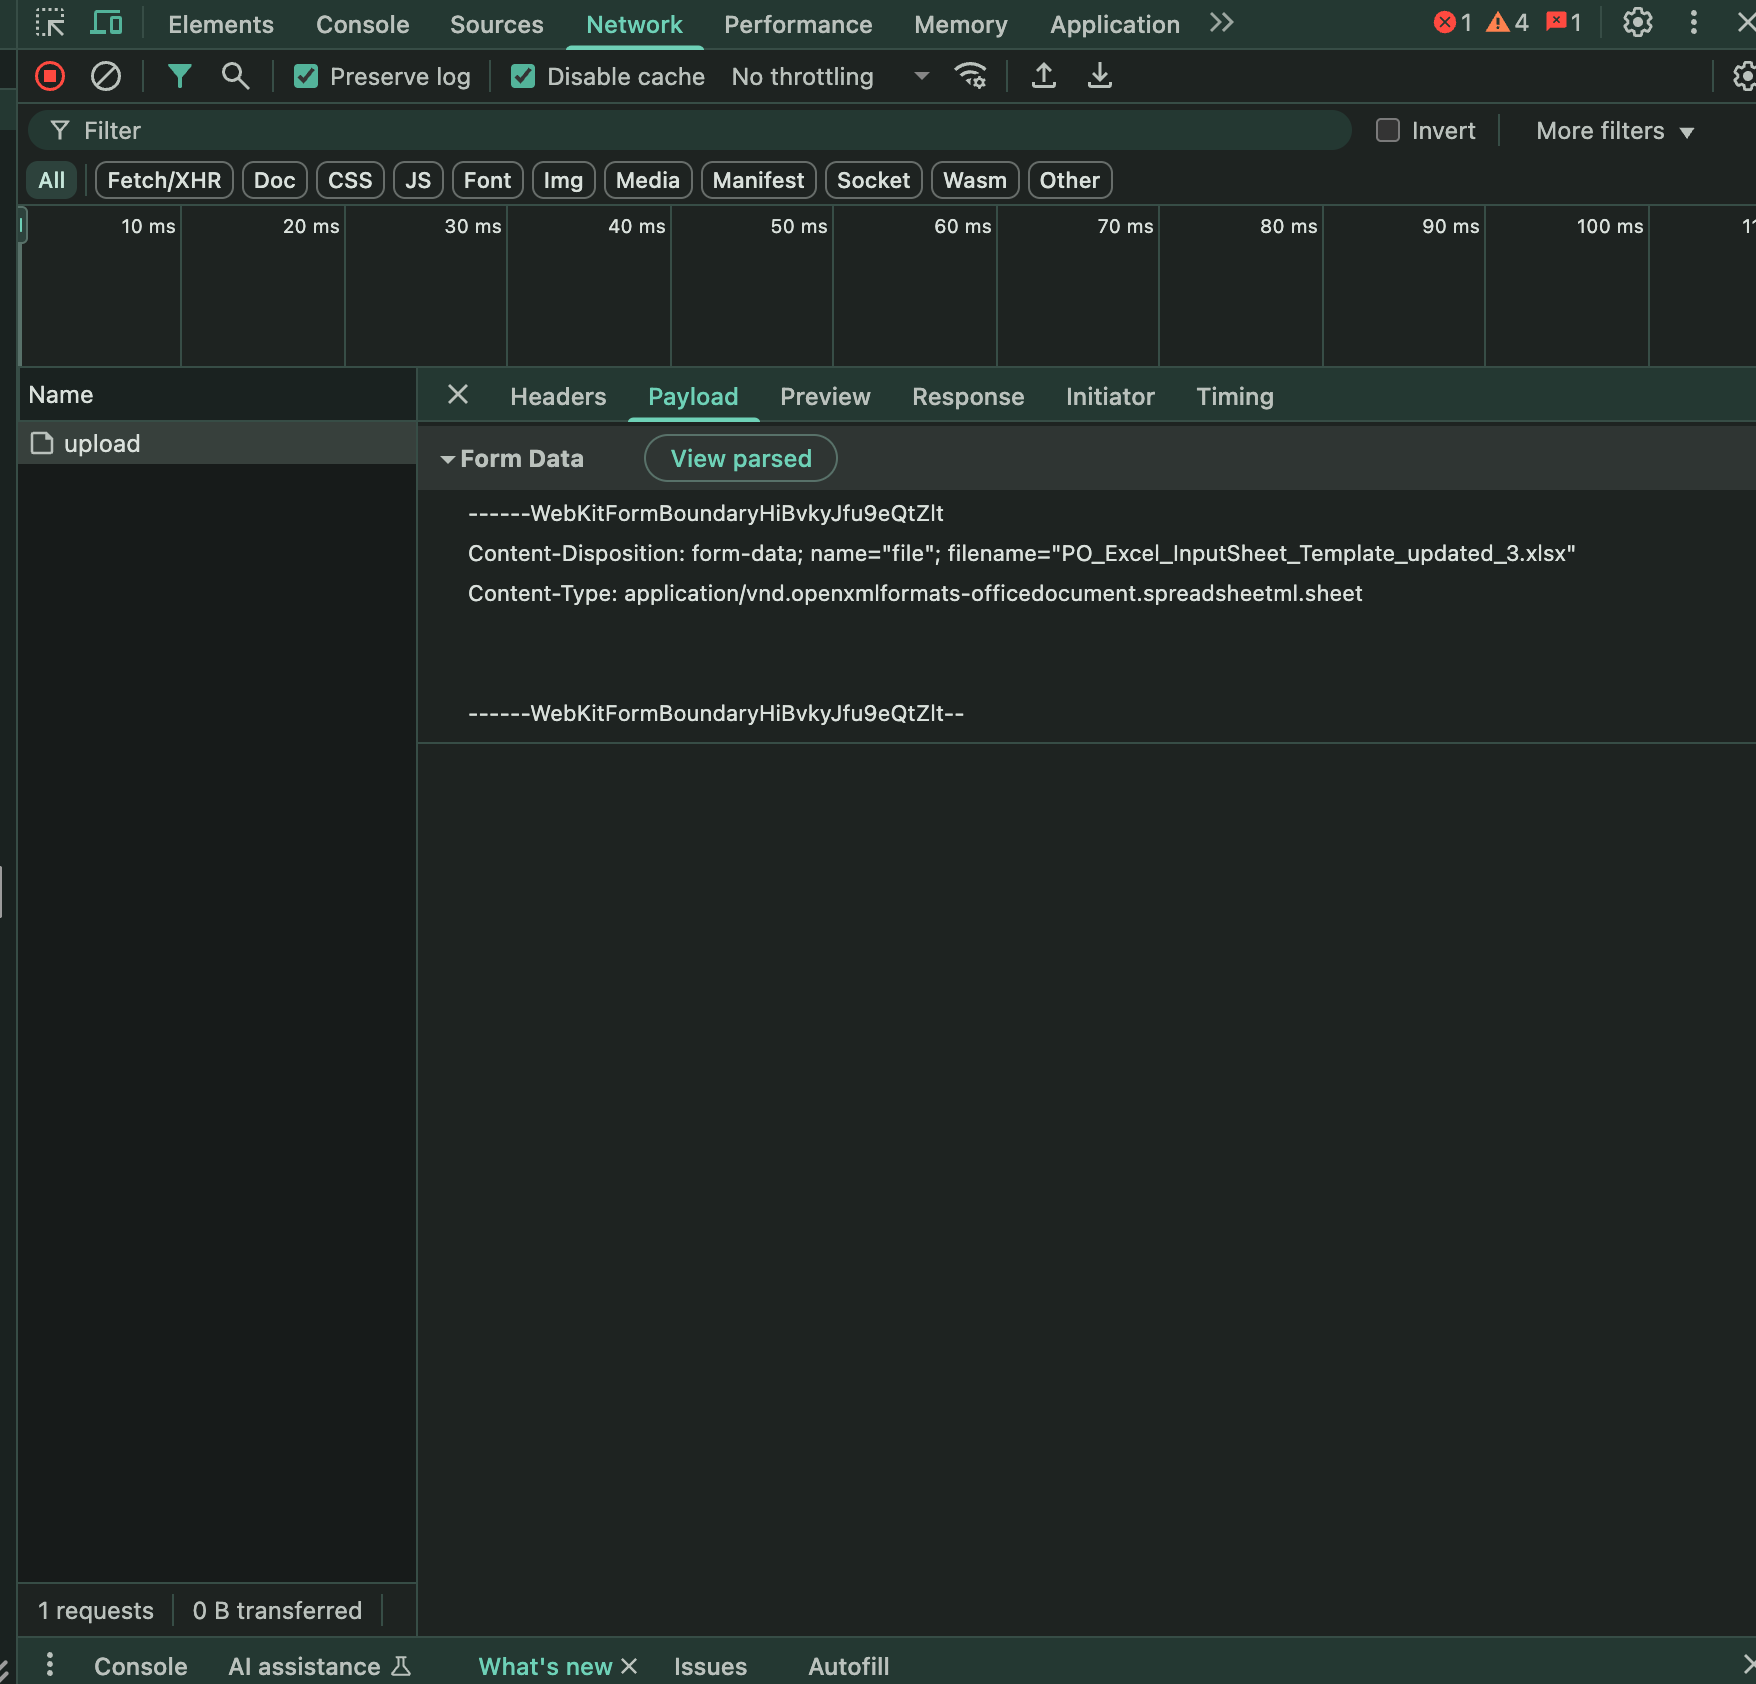 Elements Console Sources Network Performance Memory Application 1 4 1
Preserve log Disable cache No throttling
Filter Invert More filters
All Fetch/XHR Doc CSS JS Font Img Media Manifest Socket Wasm Other
10 ms 20 ms 30 ms 40 ms 50 ms 60 ms 70 ms 80 ms 90 ms 100 ms
Name
Headers Payload Preview Response Initiator Timing
upload
Form Data View parsed
------WebKitFormBoundaryHiBvkyJfu9eQtZlt
Content-Disposition: form-data; name="file"; filename="PO_Excel_InputSheet_Template_updated_3.xlsx"
Content-Type: application/vnd.openxmlformats-officedocument.spreadsheetml.sheet
------WebKitFormBoundaryHiBvkyJfu9eQtZlt--
1 requests 0 B transferred
Console AI assistance What's new Issues Autofill